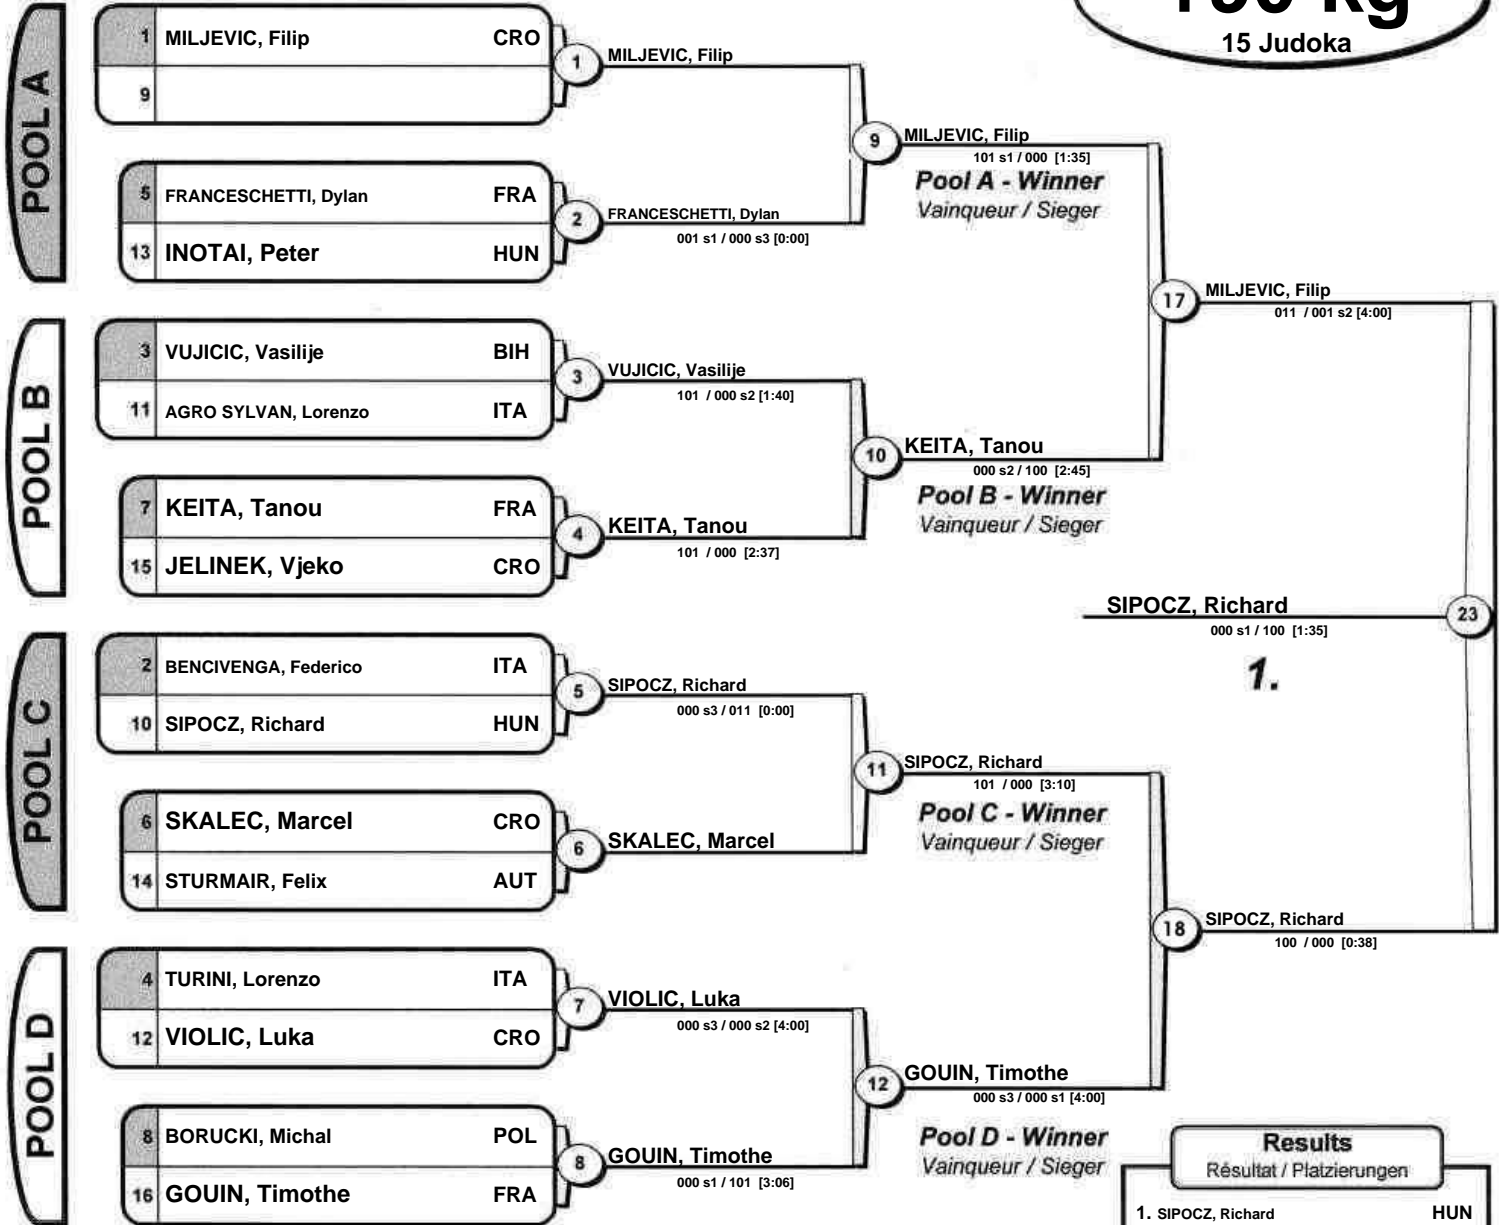 15 Judoka
POOL A
1 MILJEVIC, Filip CRO
9
1 MILJEVIC, Filip
5 FRANCESCHETTI, Dylan FRA
13 INOTAI, Peter HUN
2 FRANCESCHETTI, Dylan
001 s1 / 000 s3 [0:00]
9 MILJEVIC, Filip
101 s1 / 000 [1:35]
Pool A - Winner
Vainqueur / Sieger
POOL B
3 VUJICIC, Vasilije BIH
11 AGRO SYLVAN, Lorenzo ITA
3 VUJICIC, Vasilije
101 / 000 s2 [1:40]
7 KEITA, Tanou FRA
15 JELINEK, Vjeko CRO
4 KEITA, Tanou
101 / 000 [2:37]
10 KEITA, Tanou
000 s2 / 100 [2:45]
Pool B - Winner
Vainqueur / Sieger
17 MILJEVIC, Filip
011 / 001 s2 [4:00]
SIPOCZ, Richard 23
000 s1 / 100 [1:35]
1.
POOL C
2 BENCIVENGA, Federico ITA
10 SIPOCZ, Richard HUN
5 SIPOCZ, Richard
000 s3 / 011 [0:00]
6 SKALEC, Marcel CRO
14 STURMAIR, Felix AUT
6 SKALEC, Marcel
11 SIPOCZ, Richard
101 / 000 [3:10]
Pool C - Winner
Vainqueur / Sieger
POOL D
4 TURINI, Lorenzo ITA
12 VIOLIC, Luka CRO
7 VIOLIC, Luka
000 s3 / 000 s2 [4:00]
8 BORUCKI, Michal POL
16 GOUIN, Timothe FRA
8 GOUIN, Timothe
000 s1 / 101 [3:06]
12 GOUIN, Timothe
000 s3 / 000 s1 [4:00]
Pool D - Winner
Vainqueur / Sieger
18 SIPOCZ, Richard
100 / 000 [0:38]
Results
Résultat / Platzierungen
1. SIPOCZ, Richard HUN